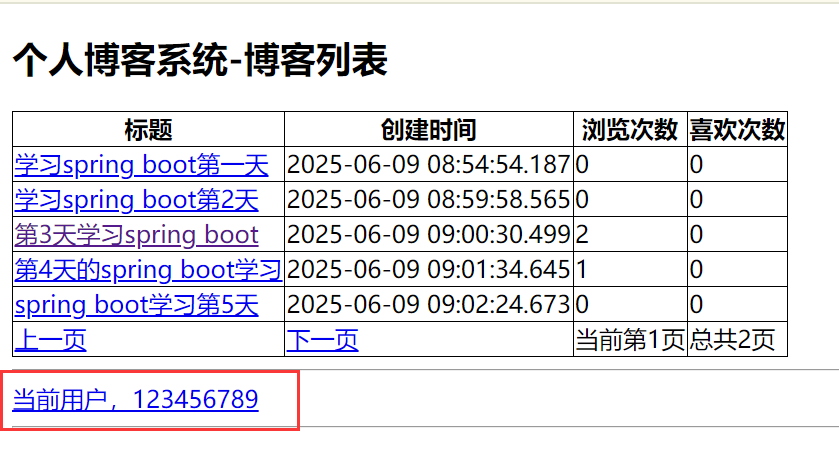 个人博客系统-博客列表
标题 创建时间 浏览次数 喜欢次数
学习spring boot第一天 2025-06-09 08:54:54.187 0 0
学习spring boot第2天 2025-06-09 08:59:58.565 0 0
第3天学习spring boot 2025-06-09 09:00:30.499 2 0
第4天的spring boot学习 2025-06-09 09:01:34.645 1 0
spring boot学习第5天 2025-06-09 09:02:24.673 0 0
上一页 下一页 当前第1页 总共2页
当前用户，123456789